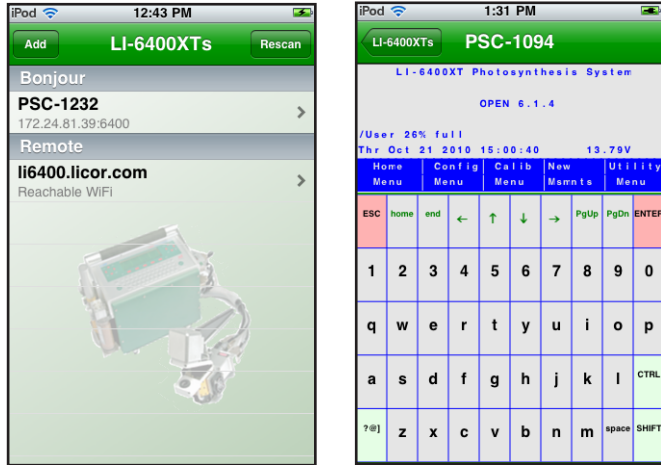 iPod 12:43 PM
Add LI-6400XTs Rescan
Bonjour
PSC-1232
172.24.81.39:6400
Remote
li6400.licor.com
Reachable WiFi
iPod 1:31 PM
LI-6400XTs PSC-1094
LI-6400XT Photosynthesis System
OPEN 6.1.4
/User 26% full
Thr Oct 21 2010 15:00:40 13.79V
Home Config Calib New Utility
Menu Menu Menu Msmnts Menu
ESC home end ← ↑ ↓ → PgUp PgDn ENTER
1 2 3 4 5 6 7 8 9 0
q w e r t y u i o p
a s d f g h j k l CTRL
?@] z x c v b n m space SHIFT